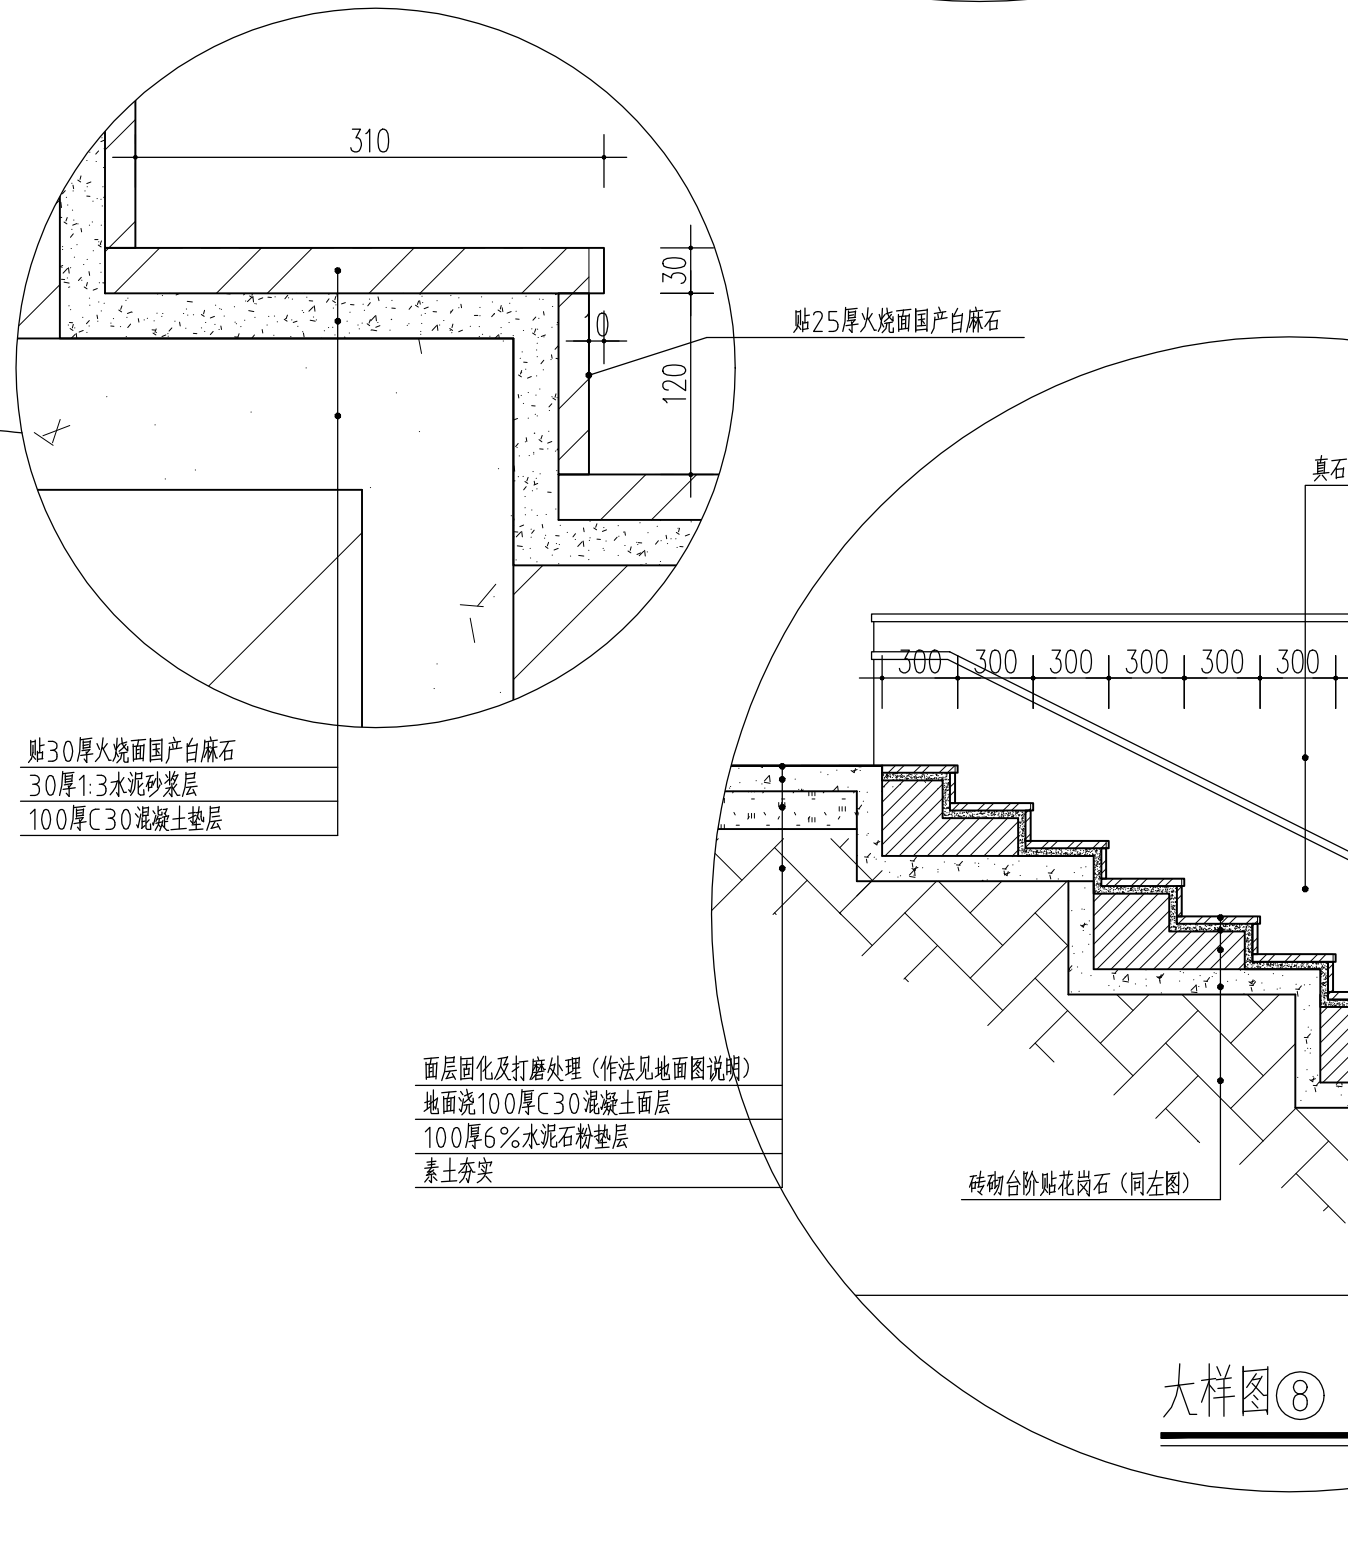 310
30
0
120
贴25厚火烧面国产白麻石
贴30厚火烧面国产白麻石
30厚1:3水泥砂浆层
100厚C30混凝土垫层
真石
300 300 300 300 300 300
面层固化及打磨处理（作法见地面图说明）
地面浇100厚C30混凝土面层
100厚6%水泥石粉垫层
素土夯实
砖砌台阶贴花岗石（同左图）
大样图⑧